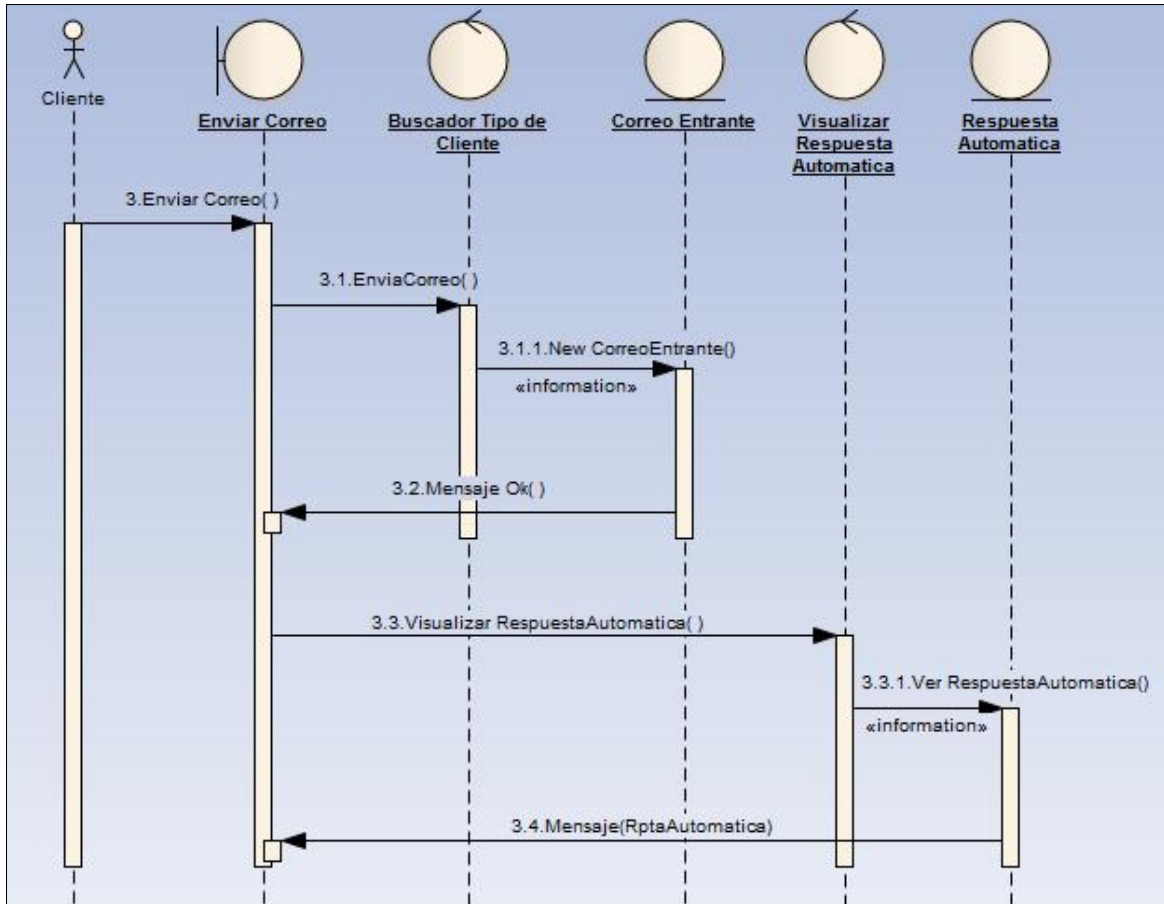 Cliente
Enviar Correo
Buscador Tipo de
Cliente
Correo Entrante
Visualizar
Respuesta
Automatica
Respuesta
Automatica
3.Enviar Correo( )
3.1.EnviaCorreo( )
3.1.1.New CorreoEntrante()
«information»
3.2.Mensaje Ok( )
3.3.Visualizar RespuestaAutomatica( )
3.3.1.Ver RespuestaAutomatica()
«information»
3.4.Mensaje(RptaAutomatica)